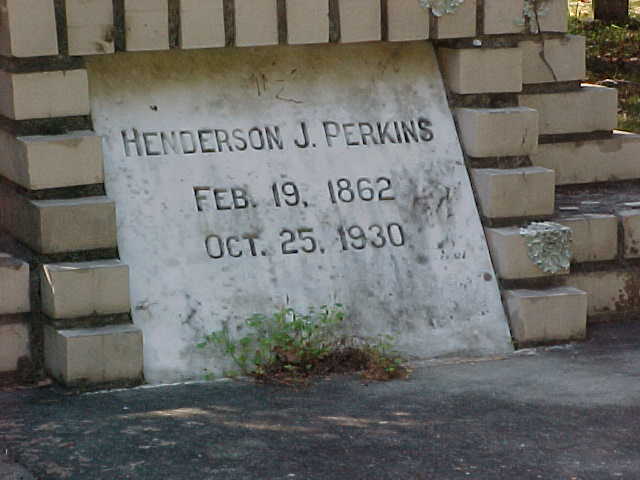 HENDERSON J. PERKINS
FEB. 19, 1862
OCT. 25, 1930